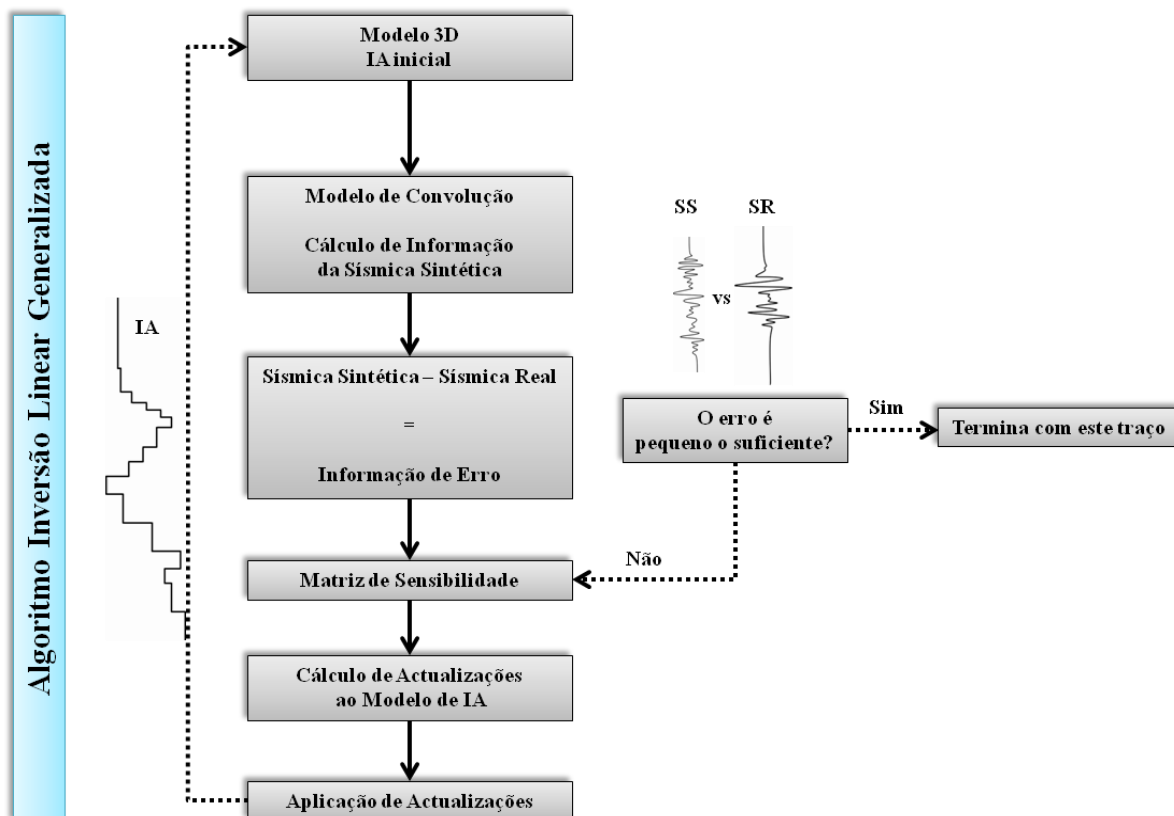 Algoritmo Inversão Linear Generalizada
Modelo 3D
IA inicial
Modelo de Convolução
Cálculo de Informação
da Sísmica Sintética
SS SR
vs
IA
Sísmica Sintética – Sísmica Real
=
Informação de Erro
O erro é
pequeno o suficiente?
Sim
Termina com este traço
Não
Matriz de Sensibilidade
Cálculo de Actualizações
ao Modelo de IA
Aplicação de Actualizações